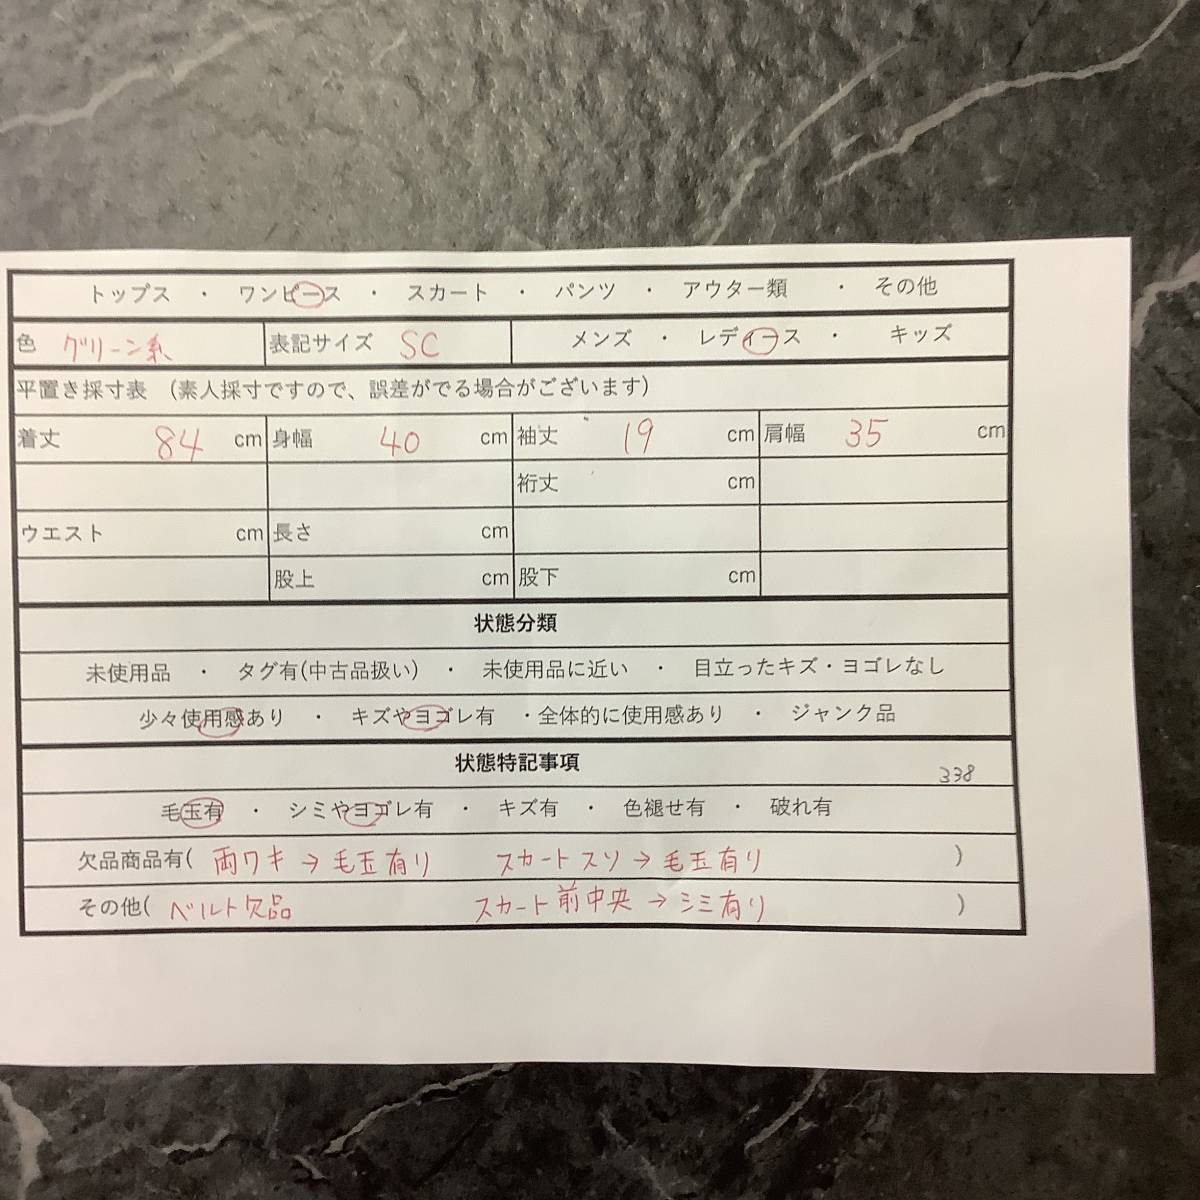 トップス ・ ワンピース ・ スカート ・ パンツ ・ アウター類 ・ その他
色 グリーン系 表記サイズ SC メンズ ・ レディース ・ キッズ
平置き採寸表 (素人採寸ですので、誤差がでる場合がございます)
着丈 84 cm 身幅 40 cm 袖丈 19 cm 肩幅 35 cm
裄丈 cm
ウエスト cm 長さ cm
股上 cm 股下 cm
状態分類
未使用品 ・ タグ有(中古品扱い) ・ 未使用品に近い ・ 目立ったキズ・ヨゴレなし
少々使用感あり ・ キズやヨゴレ有 ・全体的に使用感あり ・ ジャンク品
状態特記事項 338
毛玉有 ・ シミやヨゴレ有 ・ キズ有 ・ 色褪せ有 ・ 破れ有
欠品商品有( 両ワキ→毛玉有り スカートスソ→毛玉有り )
その他( ベルト欠品 スカート前中央→シミ有り )